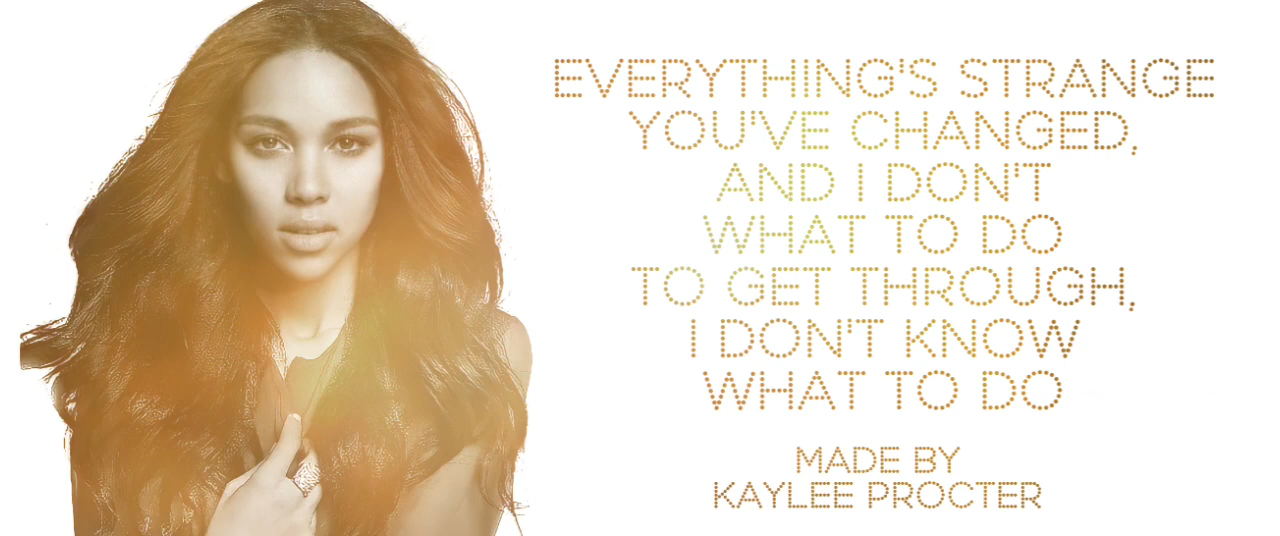 EVERYTHING'S STRANGE
YOU'VE CHANGED,
AND I DON'T
WHAT TO DO
TO GET THROUGH,
I DON'T KNOW
WHAT TO DO
MADE BY
KAYLEE PROCTER